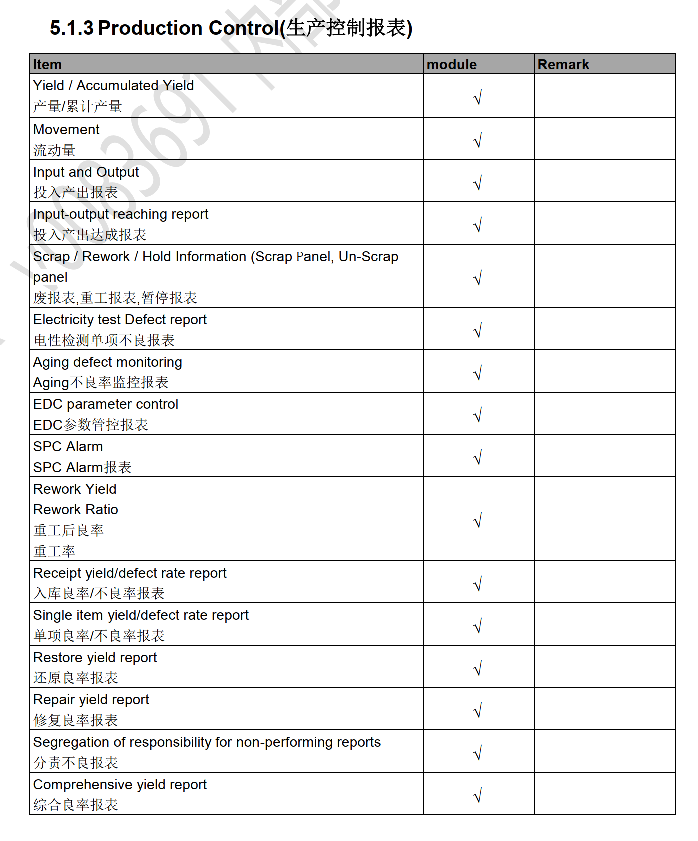 5.1.3 Production Control(生产控制报表)
Item module Remark
Yield / Accumulated Yield
产量/累计产量
√
Movement
流动量
√
Input and Output
投入产出报表
√
Input-output reaching report
投入产出达成报表
√
Scrap / Rework / Hold Information (Scrap Panel, Un-Scrap
panel
废报表,重工报表,暂停报表
√
Electricity test Defect report
电性检测单项不良报表
√
Aging defect monitoring
Aging不良率监控报表
√
EDC parameter control
EDC参数管控报表
√
SPC Alarm
SPC Alarm报表
√
Rework Yield
Rework Ratio
重工后良率
重工率
√
Receipt yield/defect rate report
入库良率/不良率报表
√
Single item yield/defect rate report
单项良率/不良率报表
√
Restore yield report
还原良率报表
√
Repair yield report
修复良率报表
√
Segregation of responsibility for non-performing reports
分责不良报表
√
Comprehensive yield report
综合良率报表
√